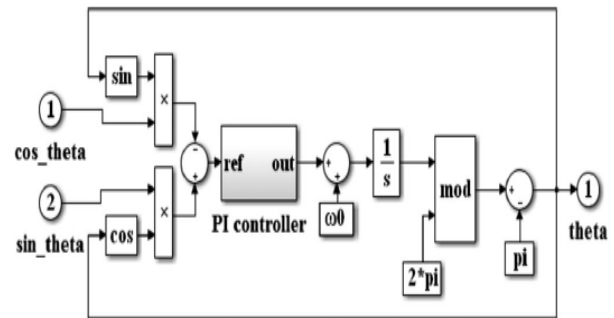 sin
×
1
cos_theta
-
+
ref out
PI controller
+
+
ω0
1
s
mod
2*pi
+
-
pi
1
theta
2
sin_theta
cos
×